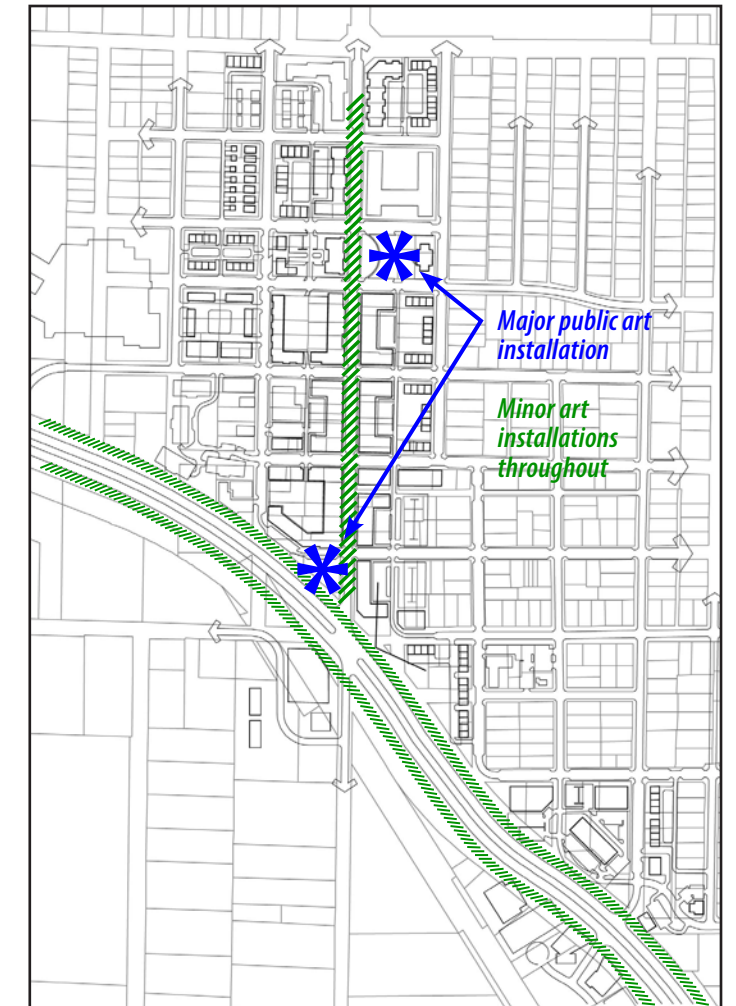 Major public art
installation
Minor art
installations
throughout